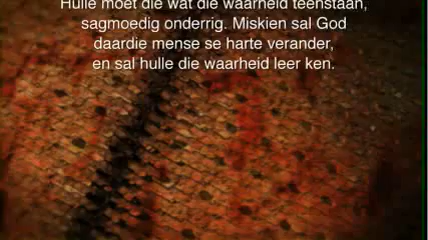 Hulle moet die wat die waarheid teenstaan,
sagmoedig onderrig. Miskien sal God
daardie mense se harte verander,
en sal hulle die waarheid leer ken.